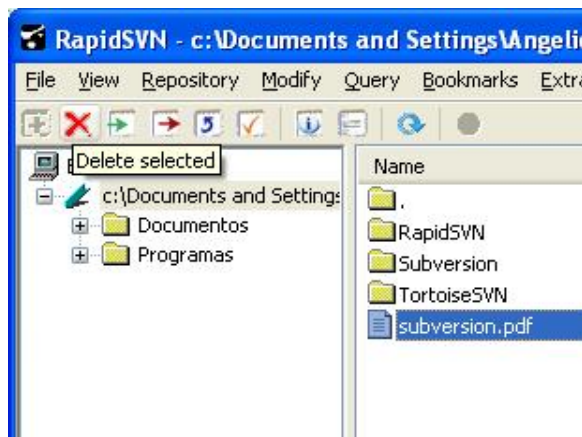 RapidSVN - c:\Documents and Settings\Angelic
File View Repository Modify Query Bookmarks Extra
Delete selected
Name
c:\Documents and Settings
.
Documentos
RapidSVN
Programas
Subversion
TortoiseSVN
subversion.pdf